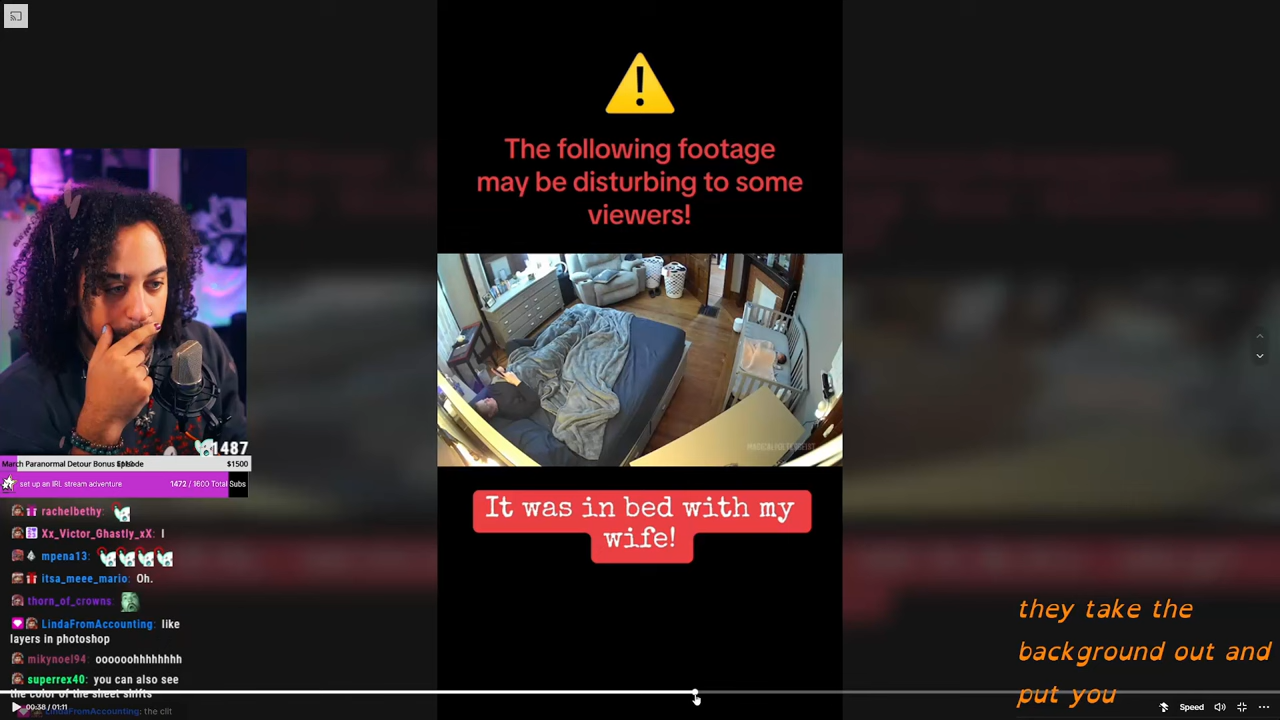 The following footage
may be disturbing to some
viewers!
It was in bed with my
wife!
1487
March Paranormal Detour Bonus
$1500
set up an IRL stream adventure
1472 / 1600 Total Subs
rachelbethy:
Xx_Victor_Ghastly_xX: I
mpena13:
itsa_meee_mario: Oh.
thorn_of_crowns:
LindaFromAccounting: like
layers in photoshop
mikynoel94: oooooohhhhhhhh
superrex40: you can also see
the color of the sheet shifts
LindaFromAccounting: the clit
00:38 / 01:11
they take the
background out and
put you
Speed